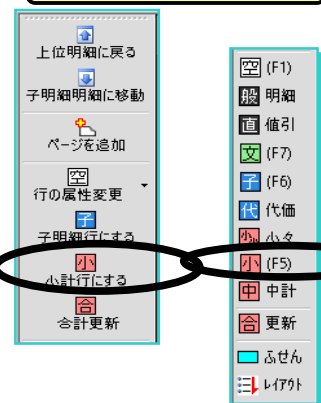 上位明細に戻る
子明細明細に移動
ページを追加
空
行の属性変更
子
子明細行にする
小
小計行にする
合
合計更新
空 (F1)
般 明細
直 値引
文 (F7)
子 (F6)
代 代価
小 (F5)
中 中計
合 更新
ふせん
レイアウト